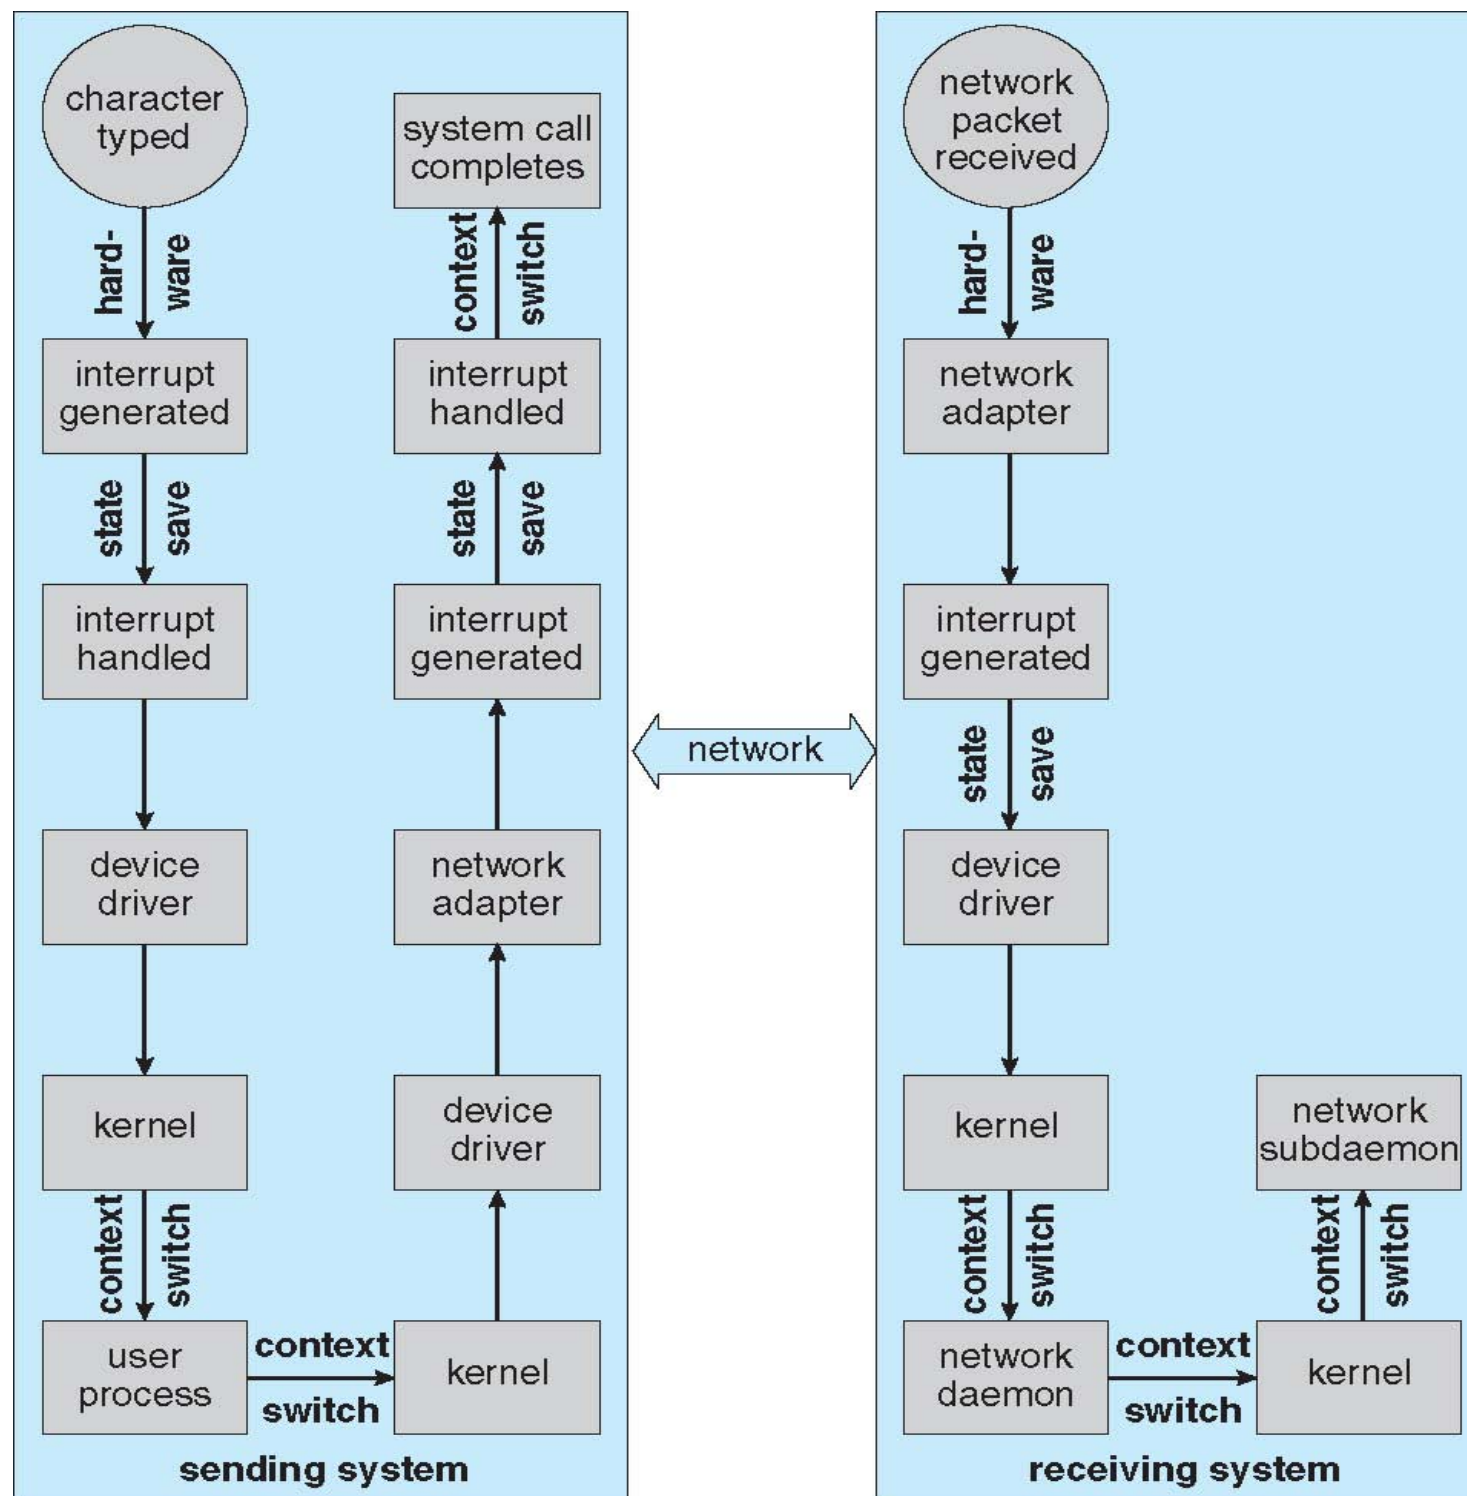 character
typed
hard-
ware
interrupt
generated
state
save
interrupt
handled
device
driver
kernel
context
switch
user
process
context
switch
kernel
device
driver
network
adapter
interrupt
generated
state
save
interrupt
handled
context
switch
system call
completes
sending system
network
network
packet
received
hard-
ware
network
adapter
interrupt
generated
state
save
device
driver
kernel
context
switch
network
daemon
context
switch
kernel
context
switch
network
subdaemon
receiving system